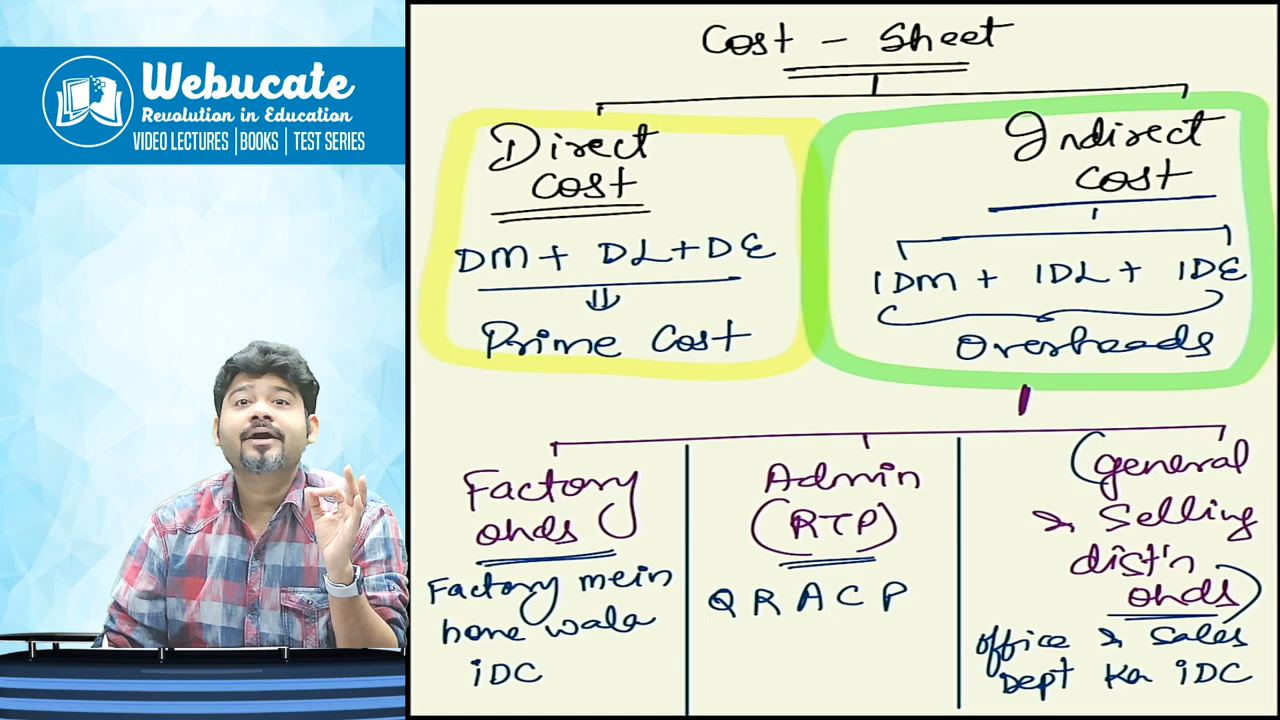 Webucate
Revolution in Education
VIDEO LECTURES | BOOKS | TEST SERIES
Cost - Sheet
Direct
Cost
DM + DL + DE
⇓
Prime Cost
Indirect
Cost
IDM + IDL + IDE
Overheads
Factory
ohds
Factory mein
hone wala
iDC
Admin
(RTP)
Q R A C P
(general
& Selling
dist'n
ohds)
office & Sales
Dept ka iDC